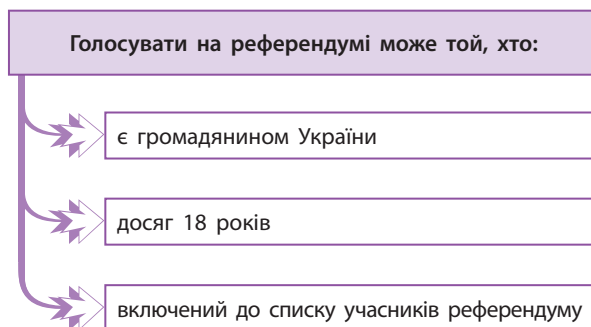 Голосувати на референдумі може той, хто:
є громадянином України
досяг 18 років
включений до списку учасників референдуму